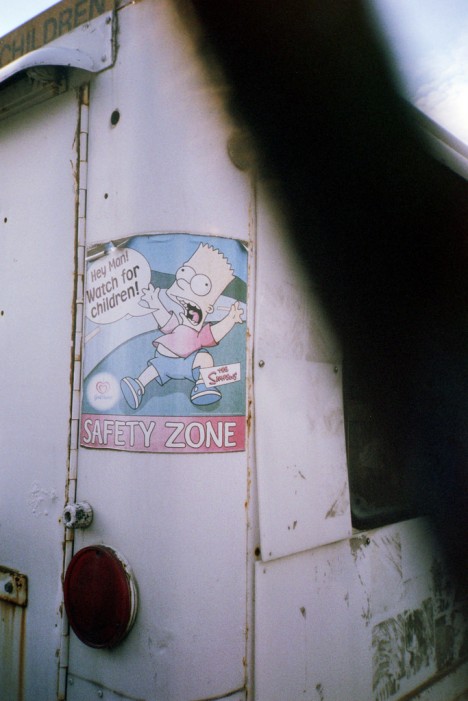 CHILDREN
Hey Man!
Watch for
children!
THE
SIMPSONS
SAFETY ZONE